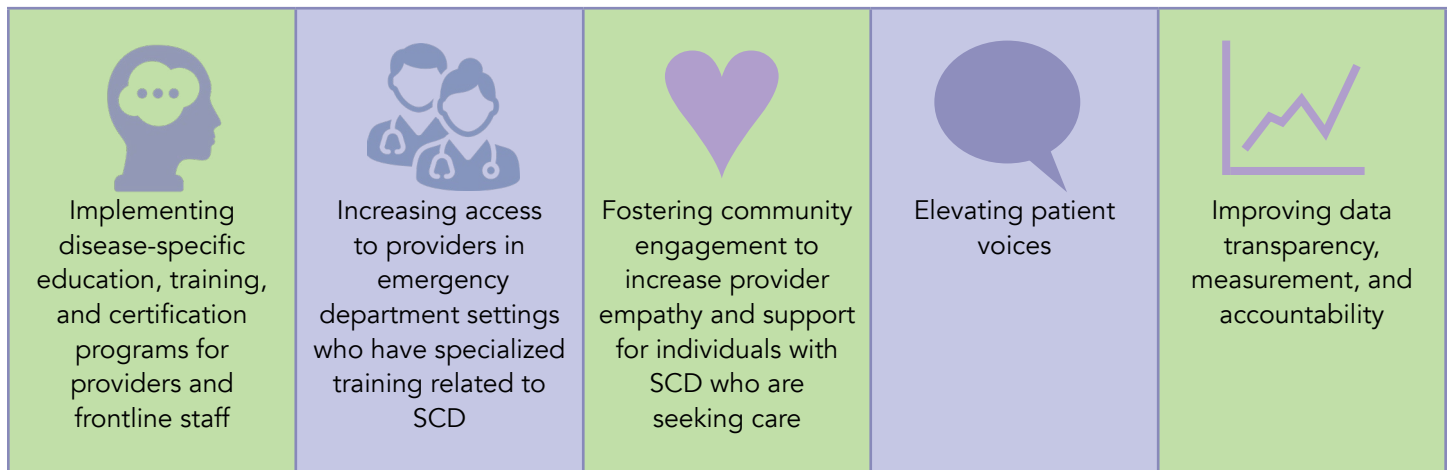 Implementing
disease-specific
education, training,
and certification
programs for
providers and
frontline staff
Increasing access
to providers in
emergency
department settings
who have specialized
training related to
SCD
Fostering community
engagement to
increase provider
empathy and support
for individuals with
SCD who are
seeking care
Elevating patient
voices
Improving data
transparency,
measurement, and
accountability